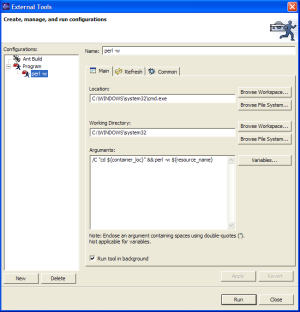 External Tools
Create, manage, and run configurations
Configurations:
Ant Build
Program
perl -w
New
Delete
Name: perl -w
Main
Refresh
Common
Location:
C:\WINDOWS\system32\cmd.exe
Browse Workspace...
Browse File System...
Working Directory:
C:\WINDOWS\system32
Browse Workspace...
Browse File System...
Arguments:
/C "cd ${container_loc}" && perl -w ${resource_name}
Variables...
Note: Enclose an argument containing spaces using double-quotes (").
Not applicable for variables.
Run tool in background
Apply
Revert
Run
Close